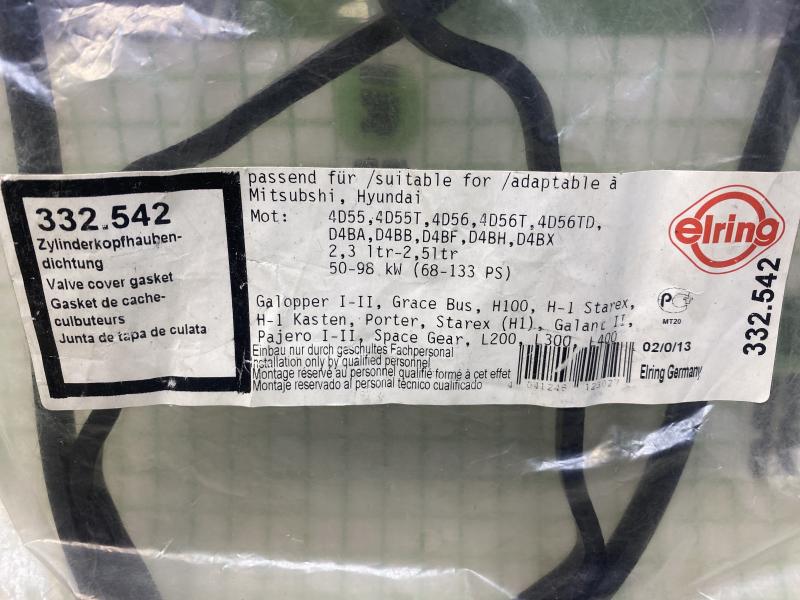 332.542
Zylinderkopfhauben-
dichtung
Valve cover gasket
Gasket de cache-
culbuteurs
Junta de tapa de culata
passend für /suitable for /adaptable à
Mitsubshi, Hyundai
Mot: 4D55,4D55T,4D56,4D56T,4D56TD,
D4BA,D4BB,D4BF,D4BH,D4BX
2,3 ltr-2,5ltr
50-98 kW (68-133 PS)
Galopper I-II, Grace Bus, H100, H-1 Starex,
H-1 Kasten, Porter, Starex (H1), Galant II,
Pajero I-II, Space Gear, L200, L300, L400
Einbau nur durch geschultes Fachpersonal
Installation only by qualified personnel
Montage réservé au personnel qualifié formé à cet effet
Montaje reservado al personal técnico cualificado
elring
MT20
02/0/13
Elring Germany
332.542